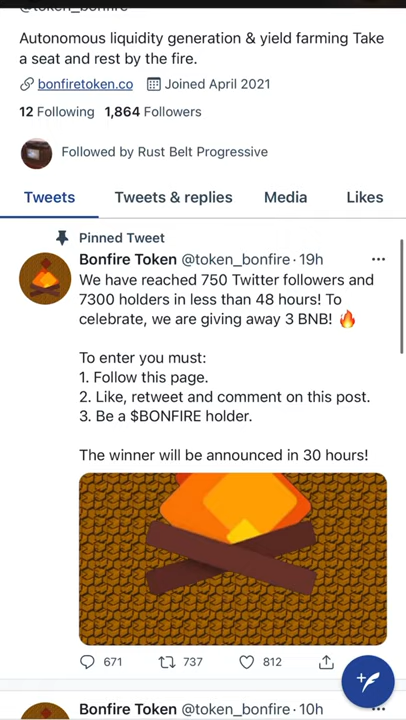 @token_bonfire
Autonomous liquidity generation & yield farming Take
a seat and rest by the fire.
bonfiretoken.co Joined April 2021
12 Following 1,864 Followers
Followed by Rust Belt Progressive
Tweets Tweets & replies Media Likes
Pinned Tweet
Bonfire Token @token_bonfire · 19h
We have reached 750 Twitter followers and
7300 holders in less than 48 hours! To
celebrate, we are giving away 3 BNB! 🔥
To enter you must:
1. Follow this page.
2. Like, retweet and comment on this post.
3. Be a $BONFIRE holder.
The winner will be announced in 30 hours!
671 737 812
Bonfire Token @token_bonfire · 10h